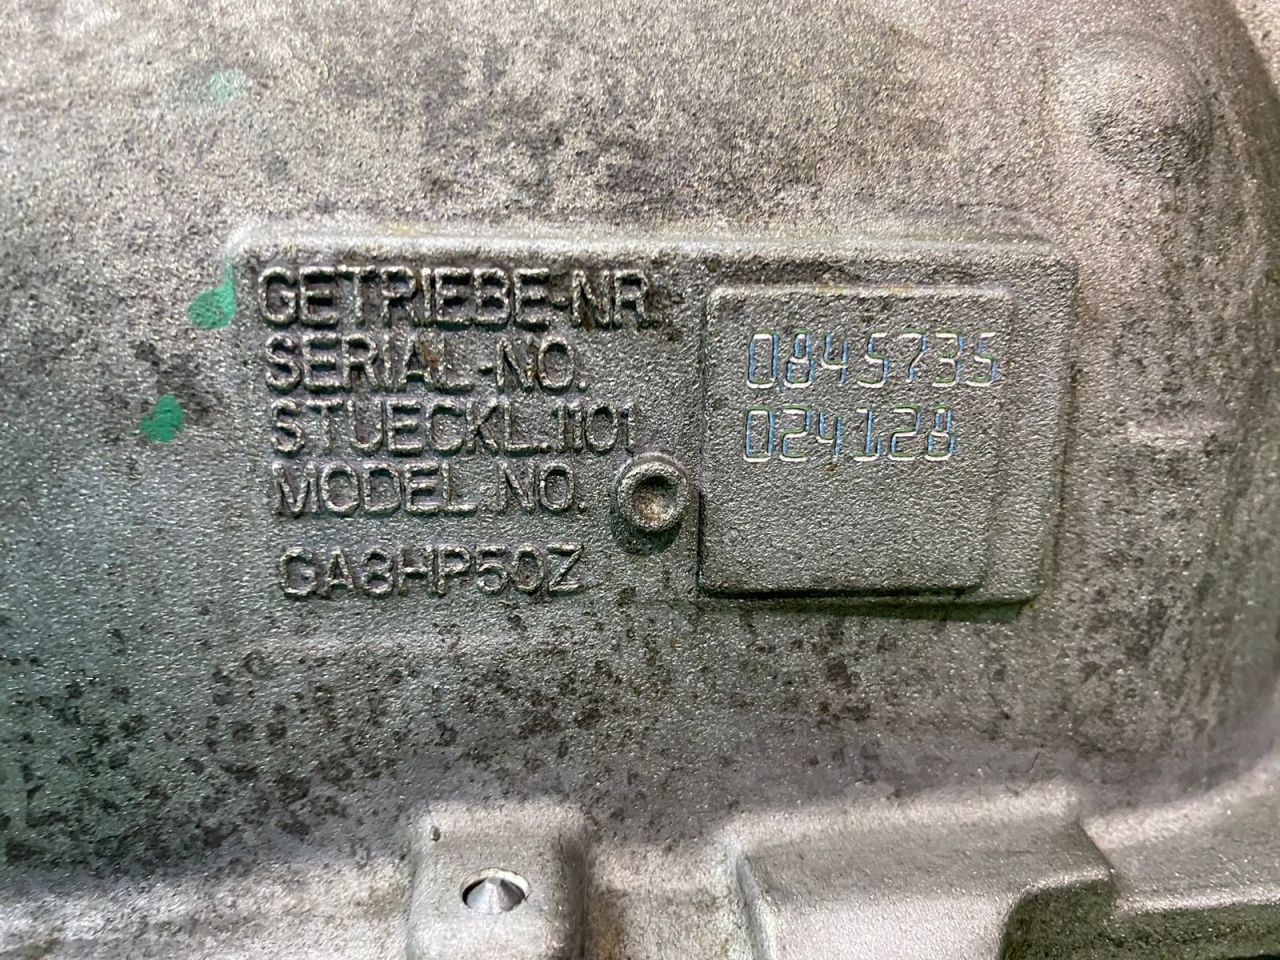 GETRIEBE-NR.
SERIAL-NO.
0845735
STUECKL.1101
024128
MODEL NO.
GA8HP50Z